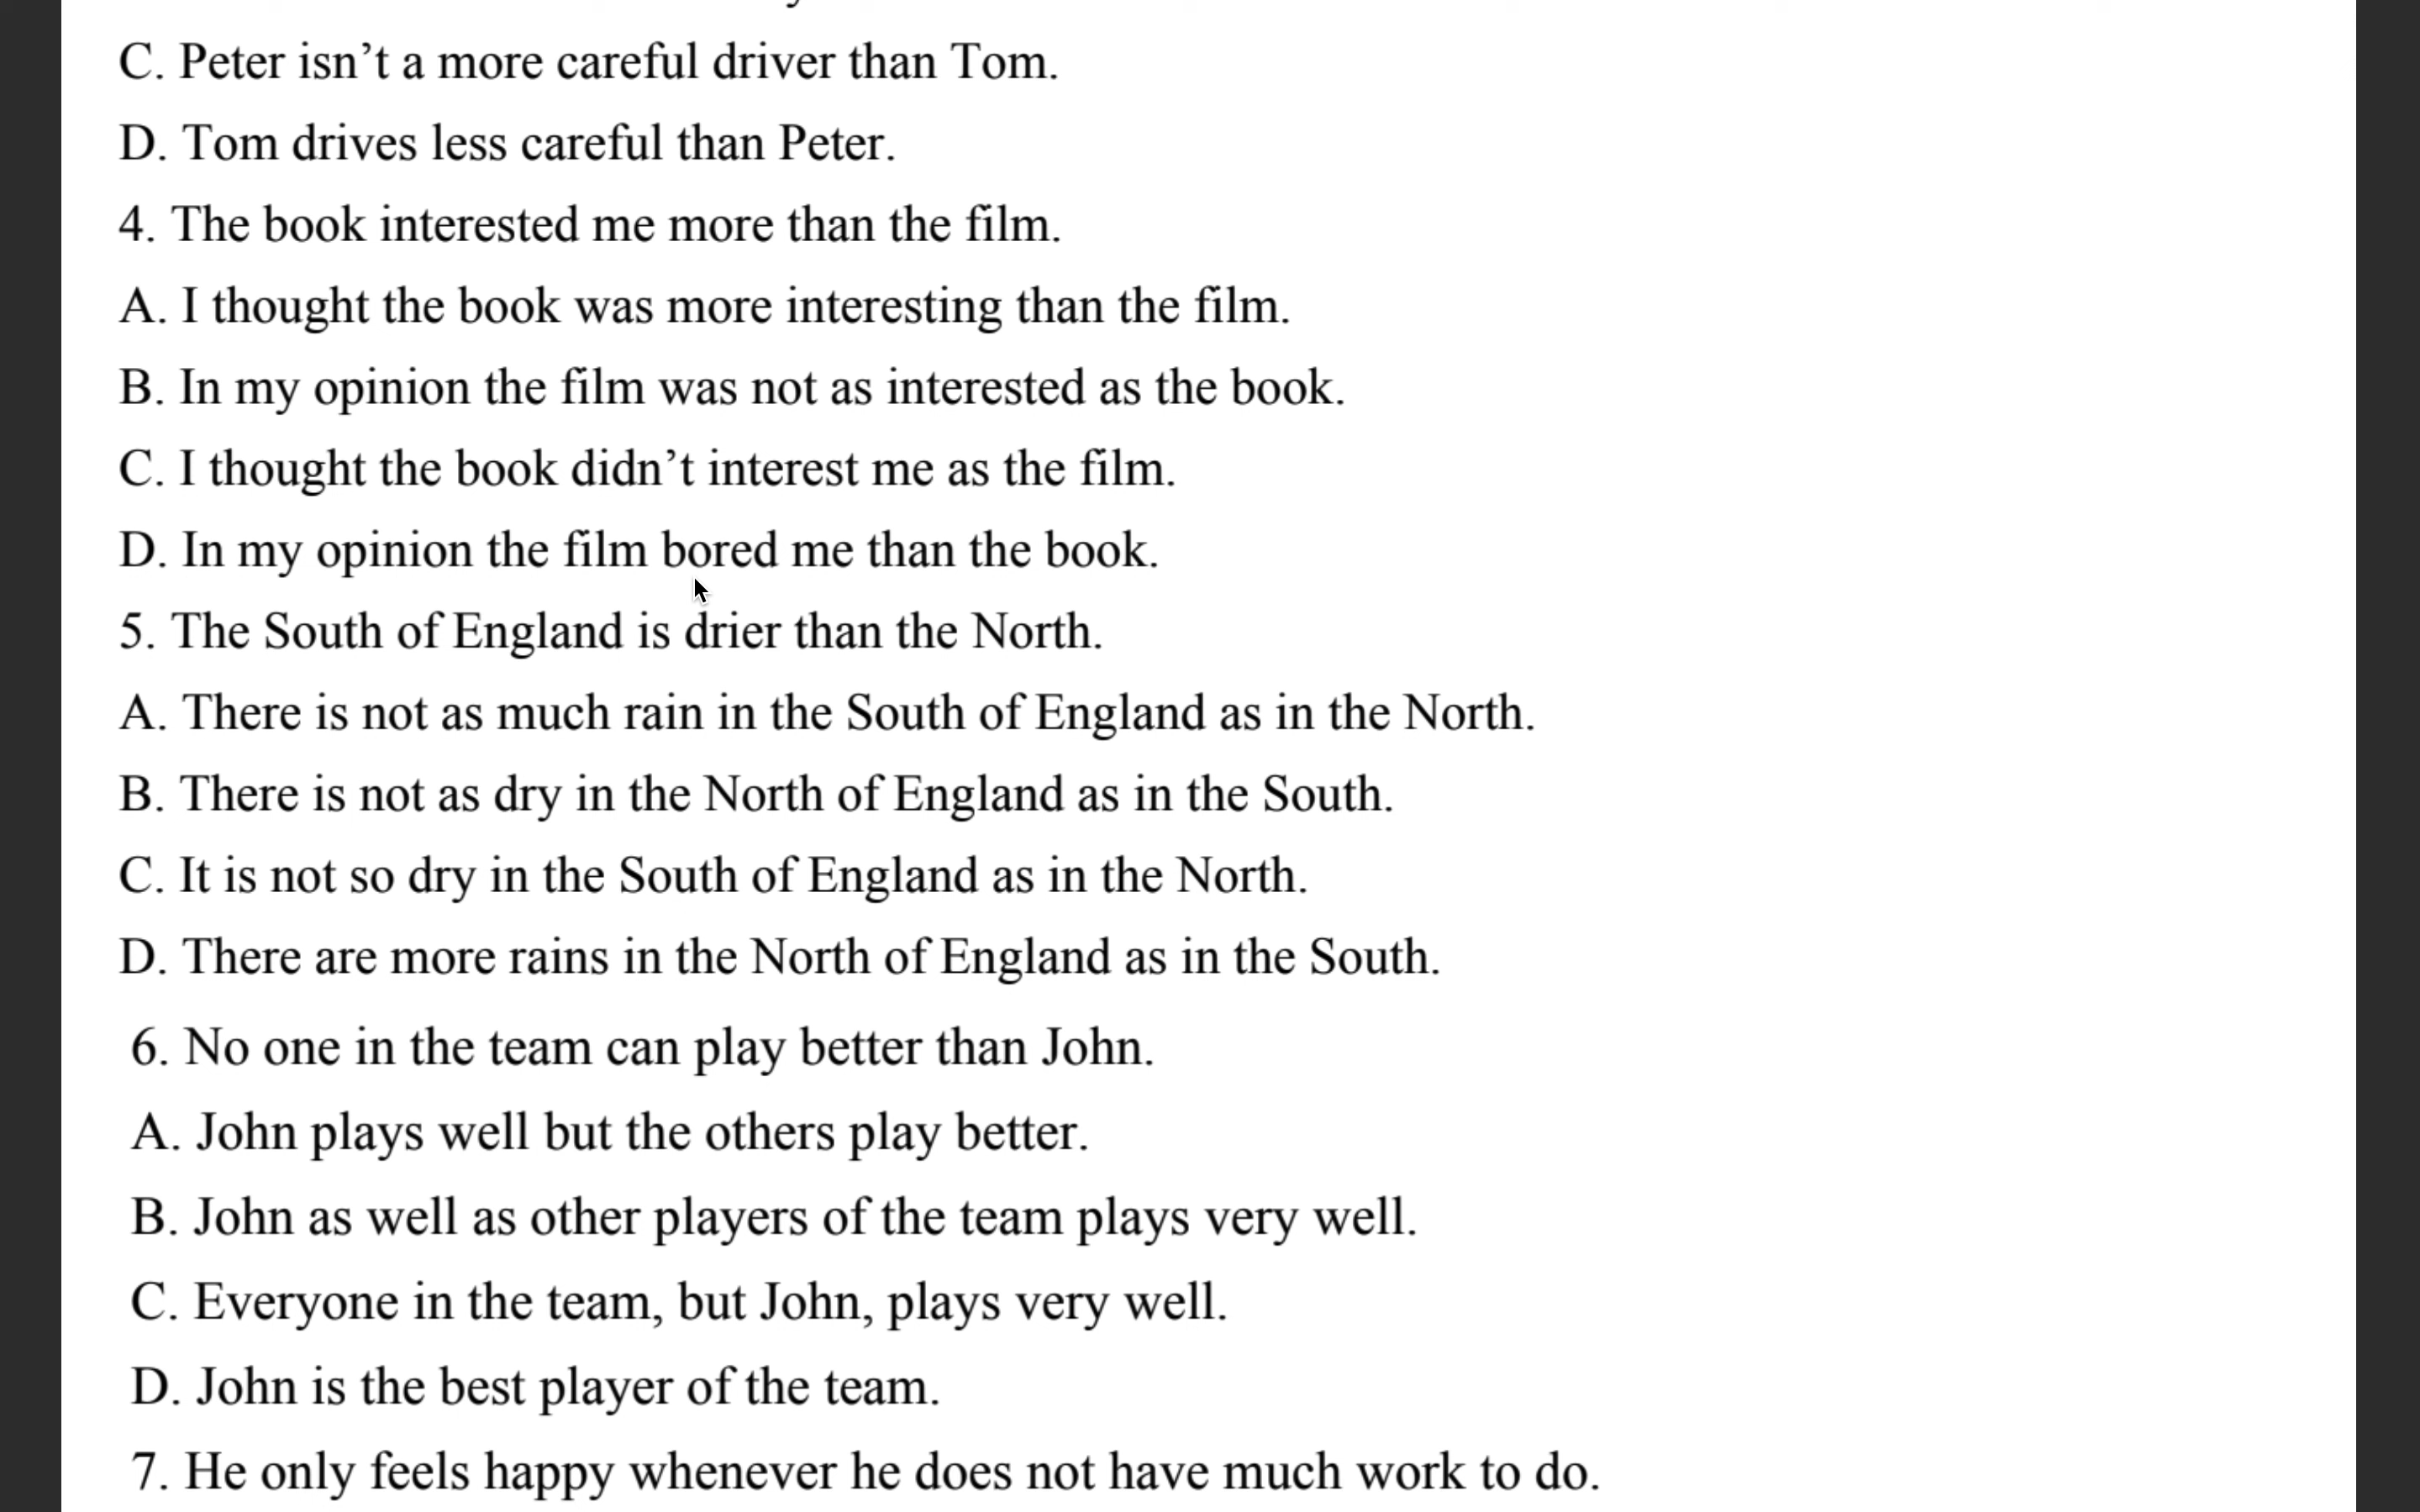 C. Peter isn’t a more careful driver than Tom.
D. Tom drives less careful than Peter.
4. The book interested me more than the film.
A. I thought the book was more interesting than the film.
B. In my opinion the film was not as interested as the book.
C. I thought the book didn’t interest me as the film.
D. In my opinion the film bored me than the book.
5. The South of England is drier than the North.
A. There is not as much rain in the South of England as in the North.
B. There is not as dry in the North of England as in the South.
C. It is not so dry in the South of England as in the North.
D. There are more rains in the North of England as in the South.
6. No one in the team can play better than John.
A. John plays well but the others play better.
B. John as well as other players of the team plays very well.
C. Everyone in the team, but John, plays very well.
D. John is the best player of the team.
7. He only feels happy whenever he does not have much work to do.